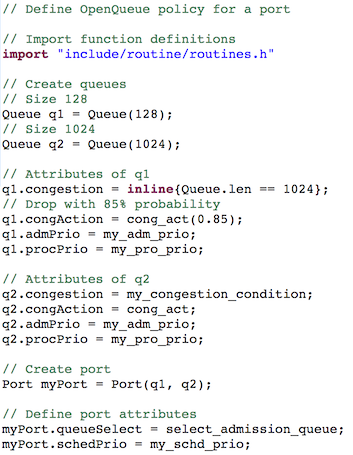 // Define OpenQueue policy for a port
// Import function definitions
import "include/routine/routines.h"
// Create queues
// Size 128
Queue q1 = Queue(128);
// Size 1024
Queue q2 = Queue(1024);
// Attributes of q1
q1.congestion = inline{Queue.len == 1024};
// Drop with 85% probability
q1.congAction = cong_act(0.85);
q1.admPrio = my_adm_prio;
q1.procPrio = my_pro_prio;
// Attributes of q2
q2.congestion = my_congestion_condition;
q2.congAction = cong_act;
q2.admPrio = my_adm_prio;
q2.procPrio = my_pro_prio;
// Create port
Port myPort = Port(q1, q2);
// Define port attributes
myPort.queueSelect = select_admission_queue;
myPort.schedPrio = my_schd_prio;